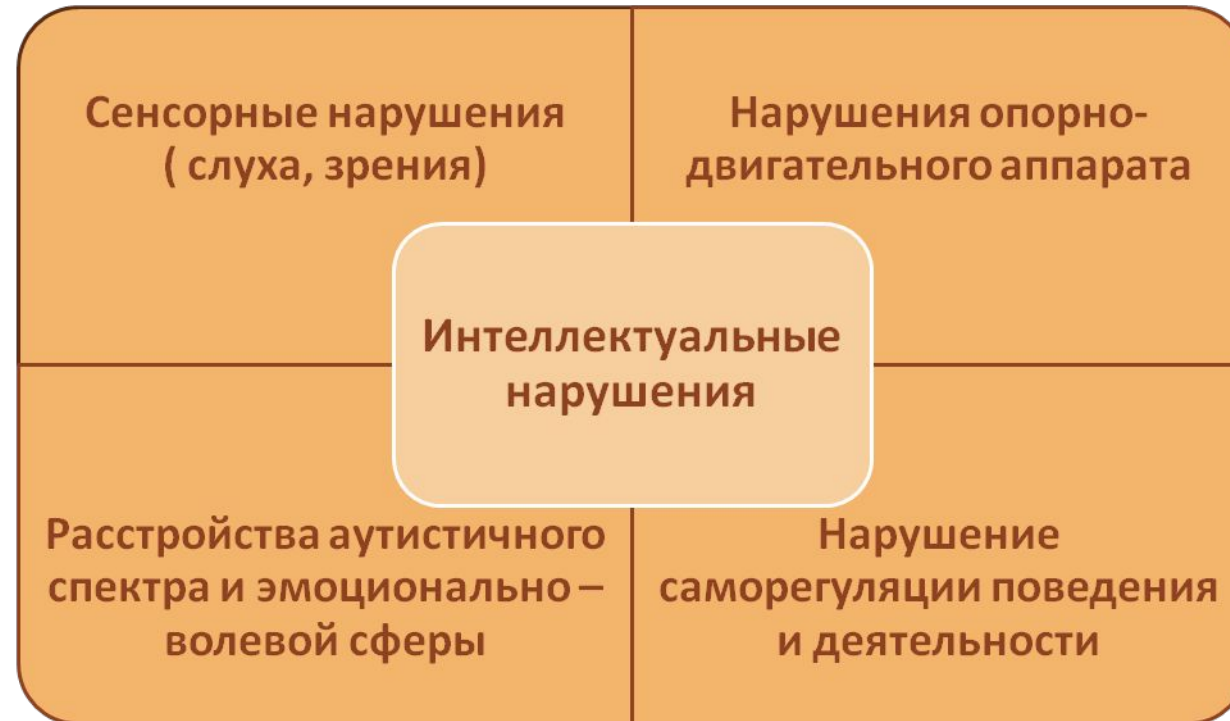 Сенсорные нарушения
( слуха, зрения)
Нарушения опорно-
двигательного аппарата
Интеллектуальные
нарушения
Расстройства аутистичного
спектра и эмоционально –
волевой сферы
Нарушение
саморегуляции поведения
и деятельности